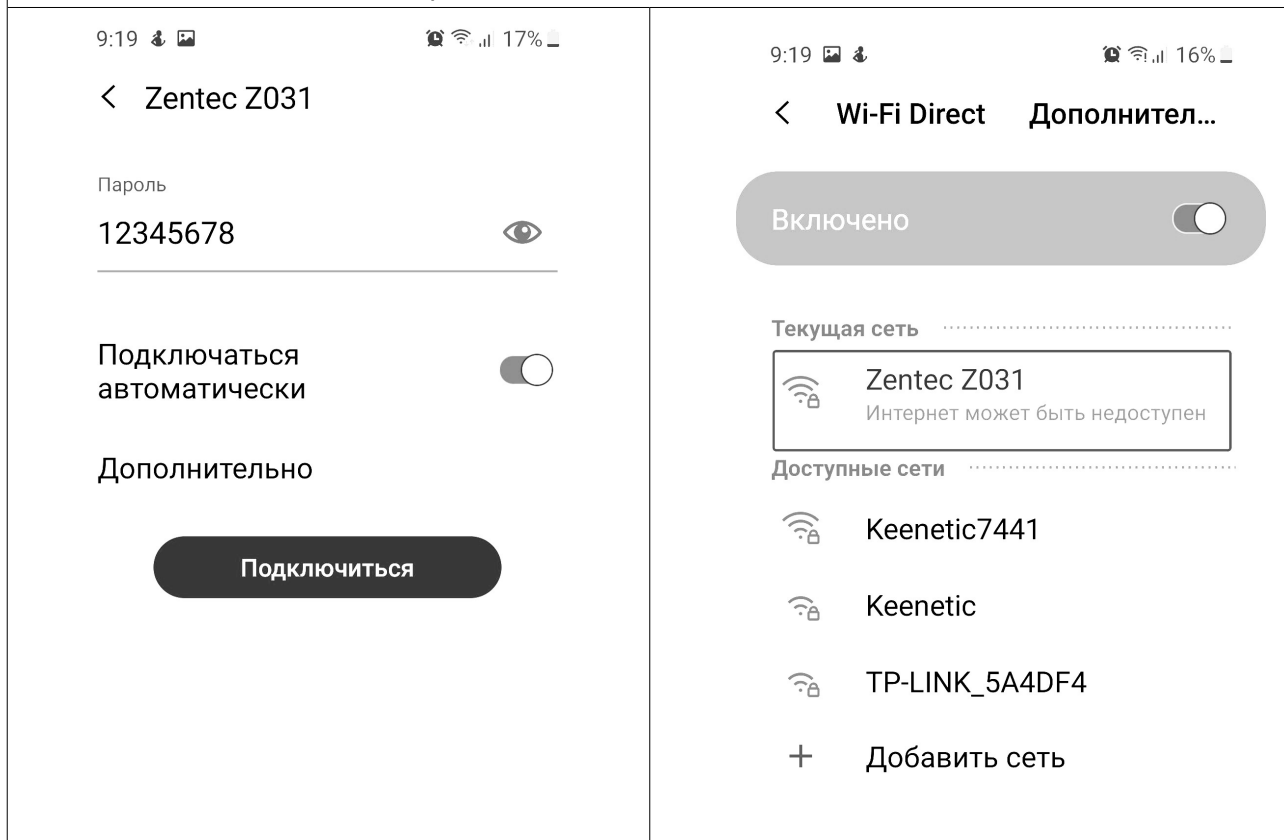 9:19
17%
Zentec Z031
Пароль
12345678
Подключаться
автоматически
Дополнительно
Подключиться
9:19
16%
Wi-Fi Direct Дополнител...
Включено
Текущая сеть
Zentec Z031
Интернет может быть недоступен
Доступные сети
Keenetic7441
Keenetic
TP-LINK_5A4DF4
+ Добавить сеть